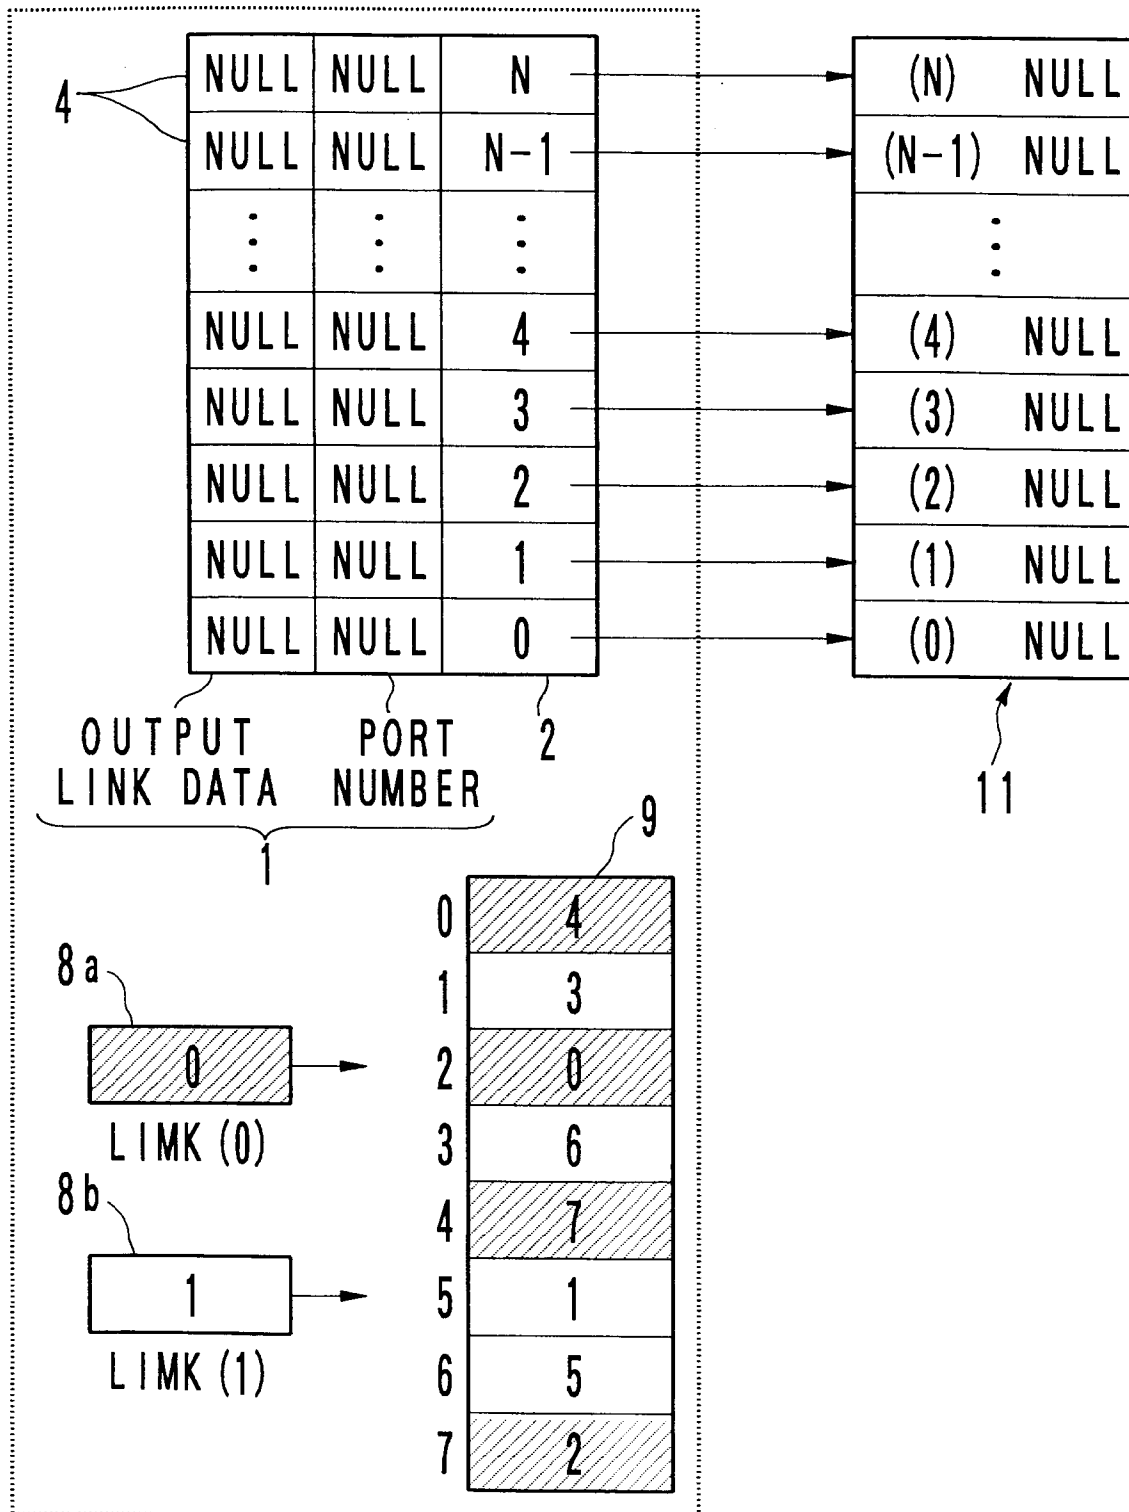 NULL NULL N (N) NULL
4
NULL NULL N-1 (N-1) NULL
NULL NULL 4 (4) NULL
NULL NULL 3 (3) NULL
NULL NULL 2 (2) NULL
NULL NULL 1 (1) NULL
NULL NULL 0 (0) NULL
OUTPUT LINK DATA
PORT NUMBER
2
11
1
9
0 4
8a
1 3
0
2 0
LIMK (0)
3 6
8b
4 7
1
5 1
LIMK (1)
6 5
7 2